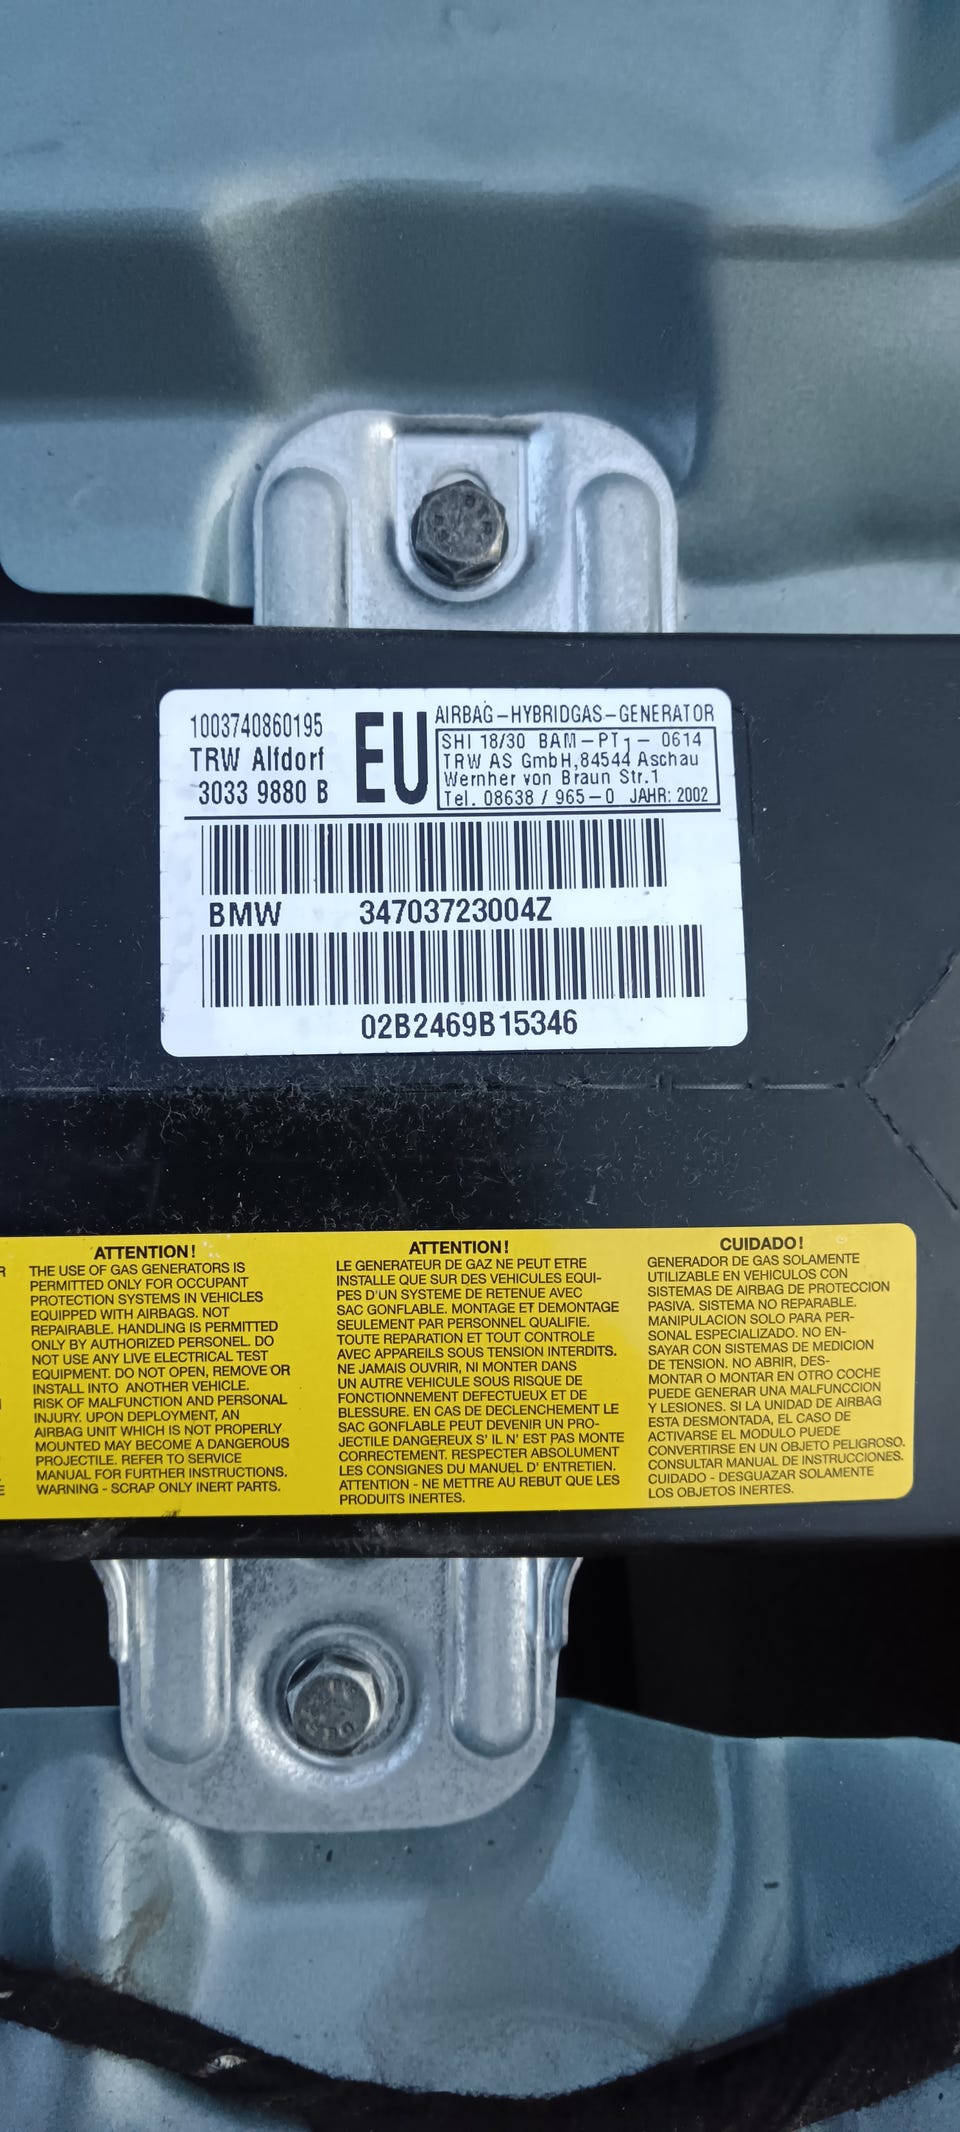 1003740860195
TRW Alfdorf
3033 9880 B
EU
AIRBAG-HYBRIDGAS-GENERATOR
SHI 18/30 BAM-PT1-0614
TRW AS GmbH,84544 Aschau
Wernher von Braun Str.1
Tel. 08638 / 965-0 JAHR: 2002
BMW 34703723004Z
02B2469B15346
ATTENTION!
THE USE OF GAS GENERATORS IS
PERMITTED ONLY FOR OCCUPANT
PROTECTION SYSTEMS IN VEHICLES
EQUIPPED WITH AIRBAGS. NOT
REPAIRABLE. HANDLING IS PERMITTED
ONLY BY AUTHORIZED PERSONEL. DO
NOT USE ANY LIVE ELECTRICAL TEST
EQUIPMENT. DO NOT OPEN, REMOVE OR
INSTALL INTO ANOTHER VEHICLE.
RISK OF MALFUNCTION AND PERSONAL
INJURY. UPON DEPLOYMENT, AN
AIRBAG UNIT WHICH IS NOT PROPERLY
MOUNTED MAY BECOME A DANGEROUS
PROJECTILE. REFER TO SERVICE
MANUAL FOR FURTHER INSTRUCTIONS.
WARNING - SCRAP ONLY INERT PARTS.
ATTENTION!
LE GENERATEUR DE GAZ NE PEUT ETRE
INSTALLE QUE SUR DES VEHICULES EQUI-
PES D'UN SYSTEME DE RETENUE AVEC
SAC GONFLABLE. MONTAGE ET DEMONTAGE
SEULEMENT PAR PERSONNEL QUALIFIE.
TOUTE REPARATION ET TOUT CONTROLE
AVEC APPAREILS SOUS TENSION INTERDITS.
NE JAMAIS OUVRIR, NI MONTER DANS
UN AUTRE VEHICULE SOUS RISQUE DE
FONCTIONNEMENT DEFECTUEUX ET DE
BLESSURE. EN CAS DE DECLENCHEMENT LE
SAC GONFLABLE PEUT DEVENIR UN PRO-
JECTILE DANGEREUX S' IL N' EST PAS MONTE
CORRECTEMENT. RESPECTER ABSOLUMENT
LES CONSIGNES DU MANUEL D' ENTRETIEN.
ATTENTION - NE METTRE AU REBUT QUE LES
PRODUITS INERTES.
CUIDADO!
GENERADOR DE GAS SOLAMENTE
UTILIZABLE EN VEHICULOS CON
SISTEMAS DE AIRBAG DE PROTECCION
PASIVA. SISTEMA NO REPARABLE.
MANIPULACION SOLO PARA PER-
SONAL ESPECIALIZADO. NO EN-
SAYAR CON SISTEMAS DE MEDICION
DE TENSION. NO ABRIR, DES-
MONTAR O MONTAR EN OTRO COCHE
PUEDE GENERAR UNA MALFUNCCION
Y LESIONES. SI LA UNIDAD DE AIRBAG
ESTA DESMONTADA, EL CASO DE
ACTIVARSE EL MODULO PUEDE
CONVERTIRSE EN UN OBJETO PELIGROSO.
CONSULTAR MANUAL DE INSTRUCCIONES.
CUIDADO - DESGUAZAR SOLAMENTE
LOS OBJETOS INERTES.